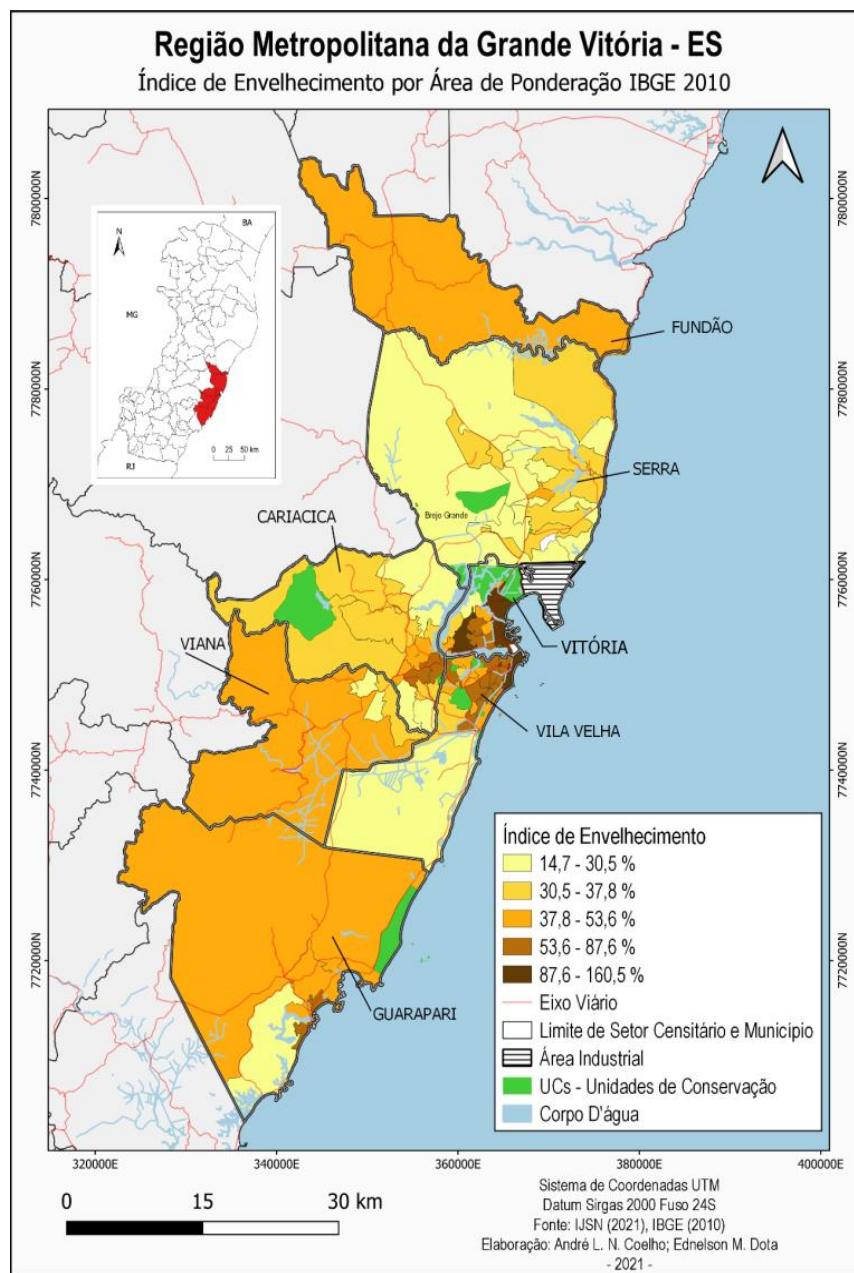 Região Metropolitana da Grande Vitória - ES
Índice de Envelhecimento por Área de Ponderação IBGE 2010
7800000N
7800000N
N
BA
MG
RJ
0 25 50 km
FUNDÃO
7780000N
7780000N
SERRA
CARIACICA
Brejo Grande
7760000N
7760000N
VIANA
VITÓRIA
VILA VELHA
7740000N
7740000N
Índice de Envelhecimento
14,7 - 30,5 %
30,5 - 37,8 %
37,8 - 53,6 %
53,6 - 87,6 %
87,6 - 160,5 %
Eixo Viário
Limite de Setor Censitário e Município
Área Industrial
UCs - Unidades de Conservação
Corpo D'água
7720000N
7720000N
GUARAPARI
320000E 340000E 360000E 380000E 400000E
0 15 30 km
Sistema de Coordenadas UTM
Datum Sirgas 2000 Fuso 24S
Fonte: IJSN (2021), IBGE (2010)
Elaboração: André L. N. Coelho; Ednelson M. Dota
- 2021 -